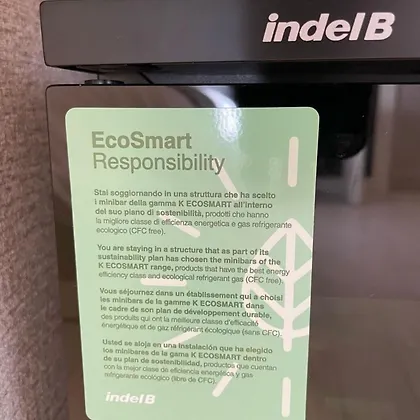 indelB
EcoSmart
Responsibility
Stai soggiornando in una struttura che ha scelto
i minibar della gamma K ECOSMART all'interno
del suo piano di sostenibilità, prodotti che hanno
la migliore classe di efficienza energetica e gas refrigerante
ecologico (CFC free).
You are staying in a structure that as part of its
sustainability plan has chosen the minibars of the
K ECOSMART range, products that have the best energy
efficiency class and ecological refrigerant gas (CFC free).
Vous séjournez dans un établissement qui a choisi
les minibares de la gamme K ECOSMART dans
le cadre de son plan de développement durable,
des produits qui ont la meilleure classe d'efficacité
énergétique et de gaz réfrigérant écologique (sens CFC)
Usted se aloja en una instalación que ha elegido
los minibares de la gama K ECOSMART dentro
de su plan de sostenibilidad, productos que cuentan
con la mejor clase de eficiencia energética y gas
refrigerante ecológico (libre de CFC).
indelB